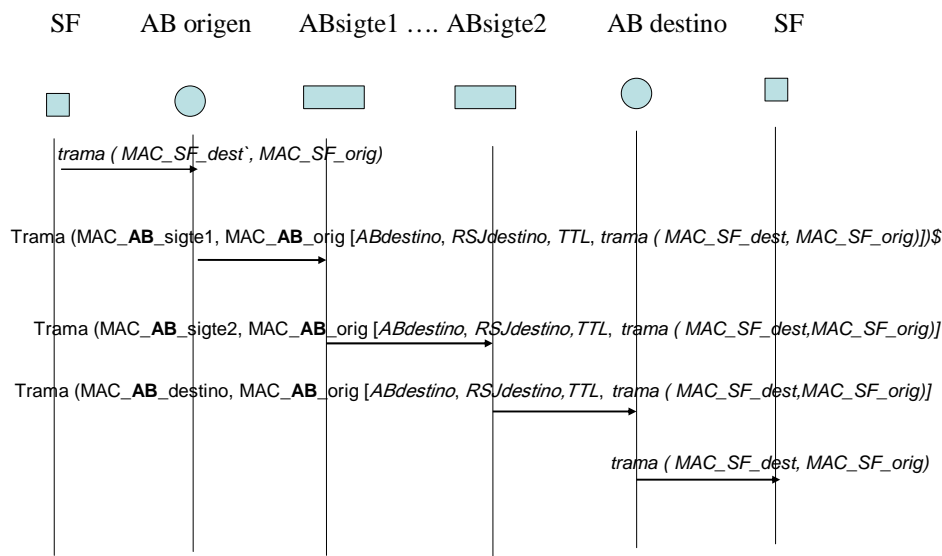 SF AB origen ABsigte1 …. ABsigte2 AB destino SF
trama ( MAC_SF_dest`, MAC_SF_orig)
Trama (MAC_AB_sigte1, MAC_AB_orig [ABdestino, RSJdestino, TTL, trama ( MAC_SF_dest, MAC_SF_orig)])$
Trama (MAC_AB_sigte2, MAC_AB_orig [ABdestino, RSJdestino,TTL, trama ( MAC_SF_dest,MAC_SF_orig)]
Trama (MAC_AB_destino, MAC_AB_orig [ABdestino, RSJdestino,TTL, trama ( MAC_SF_dest,MAC_SF_orig)]
trama ( MAC_SF_dest, MAC_SF_orig)